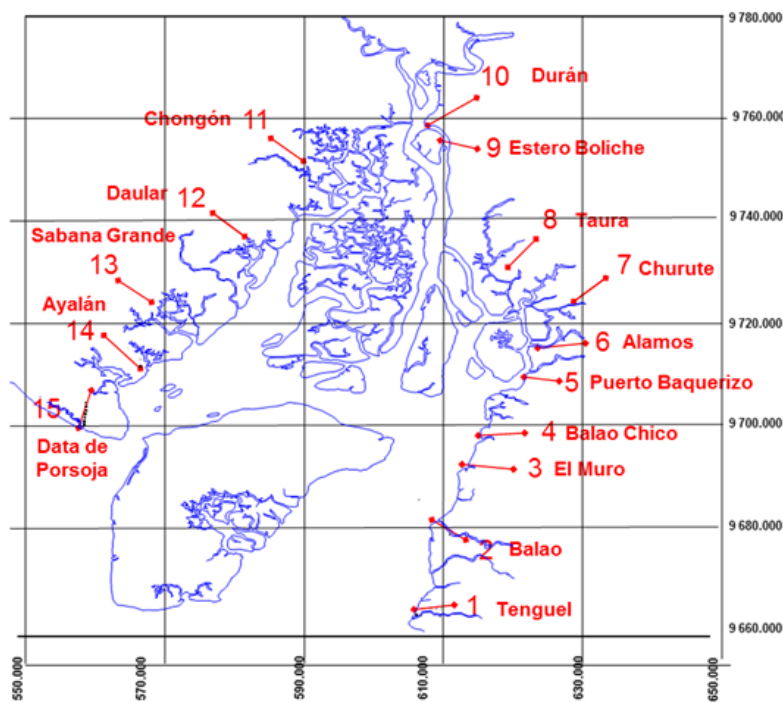 9 780.000
10 Durán
9 760.000
Chongón 11
9 Estero Boliche
Daular 12
9 740.000
8 Taura
Sabana Grande
13
7 Churute
Ayalán
14
9 720.000
6 Alamos
5 Puerto Baquerizo
15
9 700.000
4 Balao Chico
Data de
Porsoja
3 El Muro
9 680.000
2 Balao
1 Tenguel
9 660.000
550.000
570.000
590.000
610.000
630.000
650.000